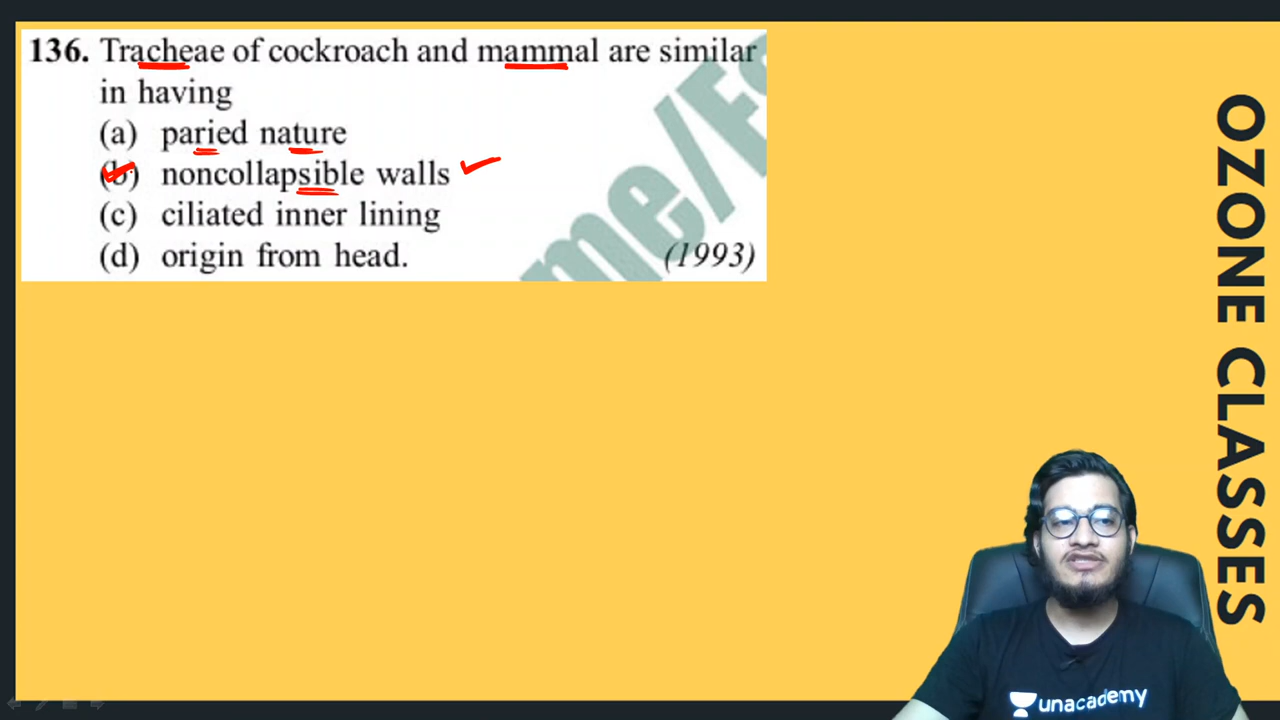 136. Tracheae of cockroach and mammal are similar
in having
(a) paried nature
(b) noncollapsible walls
(c) ciliated inner lining
(d) origin from head. (1993)
me/F
OZONE CLASSES
unacademy